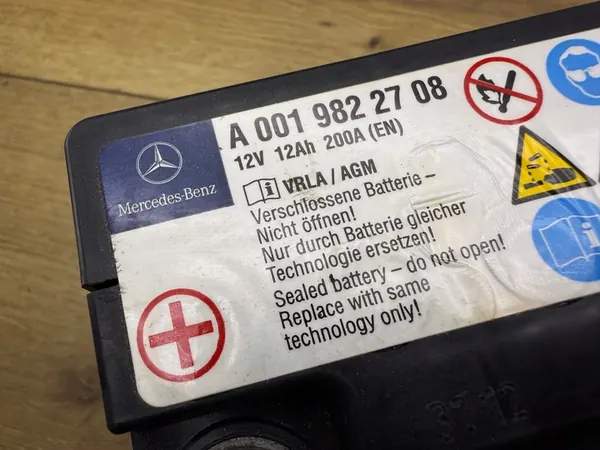 A 001 982 27 08
12V 12Ah 200A (EN)
Mercedes-Benz
VRLA / AGM
Verschlossene Batterie –
Nicht öffnen!
Nur durch Batterie gleicher
Technologie ersetzen!
Sealed battery – do not open!
Replace with same
technology only!